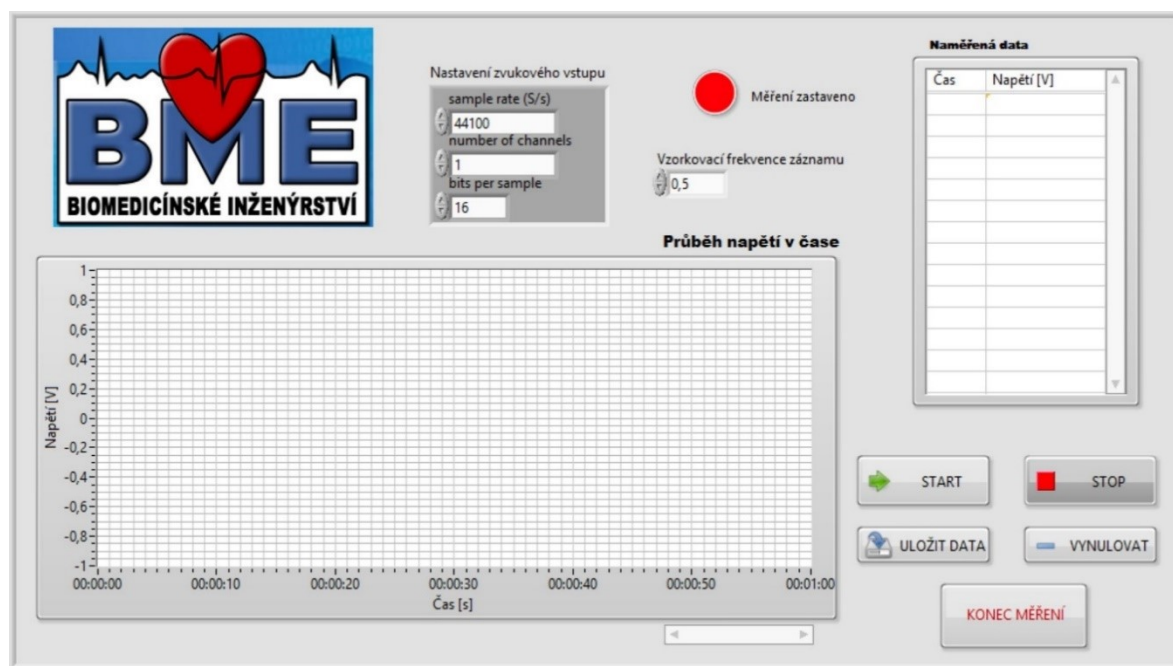 BME
BIOMEDICÍNSKÉ INŽENÝRSTVÍ
Nastavení zvukového vstupu
sample rate (S/s)
44100
number of channels
1
bits per sample
16
Měření zastaveno
Vzorkovací frekvence záznamu
0,5
Naměřená data
Čas Napětí [V]
Průběh napětí v čase
Napětí [V]
1
0,8
0,6
0,4
0,2
0
-0,2
-0,4
-0,6
-0,8
-1
00:00:00 00:00:10 00:00:20 00:00:30 00:00:40 00:00:50 00:01:00
Čas [s]
START
STOP
ULOŽIT DATA
VYNULOVAT
KONEC MĚŘENÍ